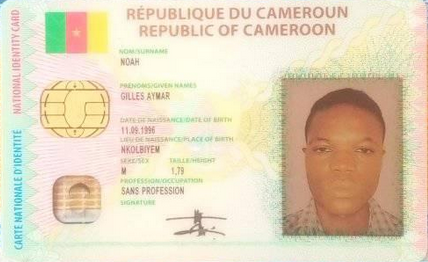 RÉPUBLIQUE DU CAMEROUN
REPUBLIC OF CAMEROON
NATIONAL IDENTITY CARD
CARTE NATIONALE D'IDENTITÉ
NOM/SURNAME
NOAH
PRÉNOMS/GIVEN NAMES
GILLES AYMAR
DATE DE NAISSANCE/DATE OF BIRTH
11.09.1996
LIEU DE NAISSANCE/PLACE OF BIRTH
NKOLBIYEM
SEXE/SEX TAILLE/HEIGHT
M 1,79
PROFESSION/OCCUPATION
SANS PROFESSION
SIGNATURE